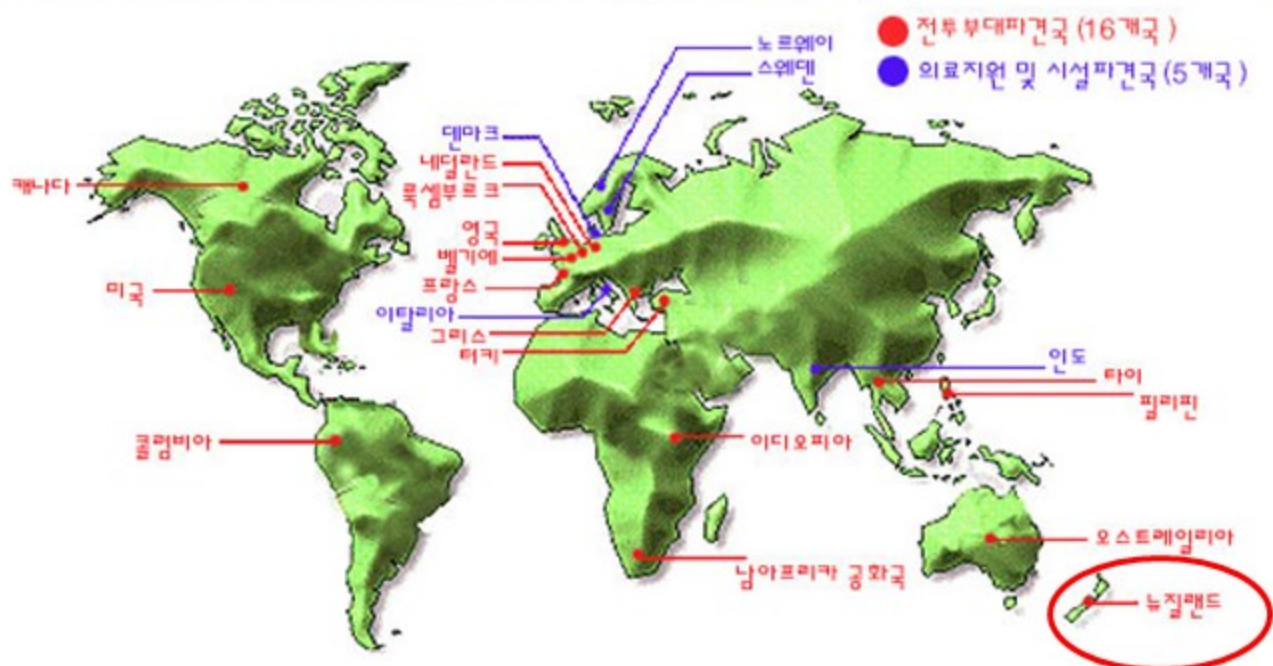 전투부대파견국 (16개국)
의료지원 및 시설파견국 (5개국)
노르웨이
스웨덴
덴마크
네덜란드
룩셈부르크
캐나다
영국
벨기에
프랑스
미국
이탈리아
그리스
터키
인도
타이
필리핀
콜럼비아
이디오피아
오스트레일리아
남아프리카 공화국
뉴질랜드